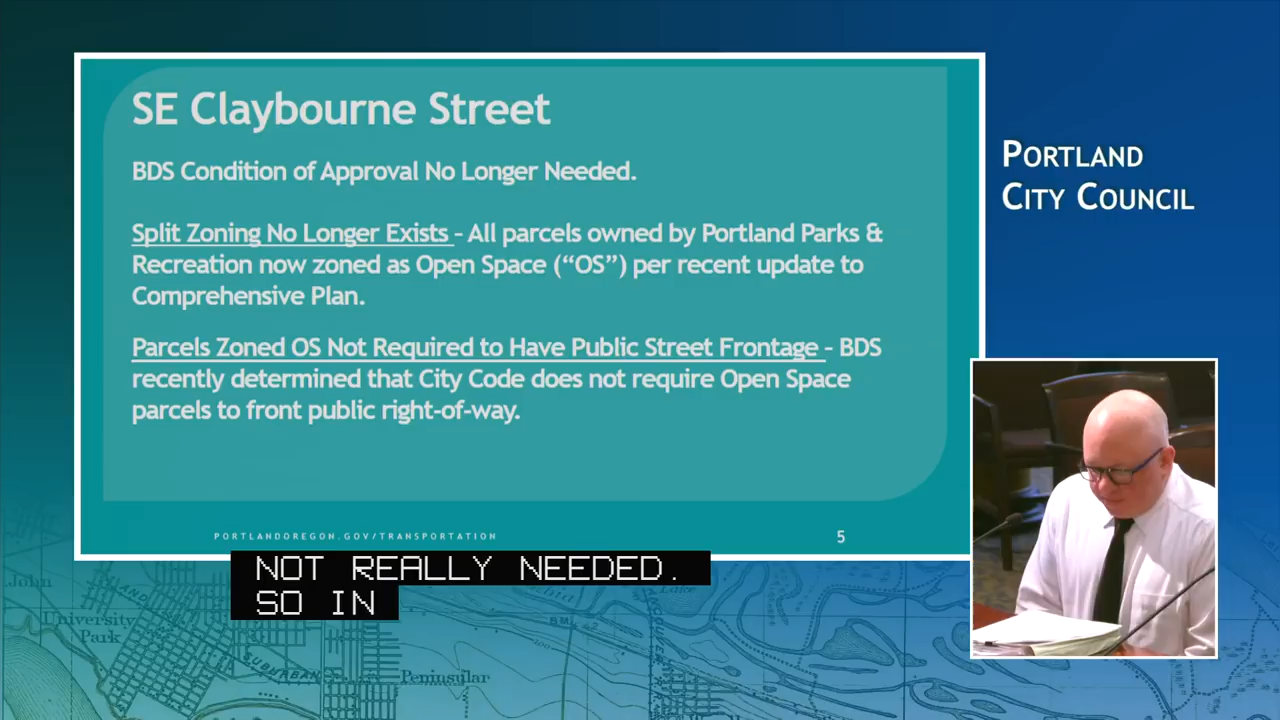 SE Claybourne Street
BDS Condition of Approval No Longer Needed.
Split Zoning No Longer Exists – All parcels owned by Portland Parks &
Recreation now zoned as Open Space (“OS”) per recent update to
Comprehensive Plan.
Parcels Zoned OS Not Required to Have Public Street Frontage – BDS
recently determined that City Code does not require Open Space
parcels to front public right-of-way.
PORTLANDOREGON.GOV/TRANSPORTATION
5
PORTLAND
CITY COUNCIL
NOT REALLY NEEDED.
SO IN
John
University
Park
SUBURBAN
Peninsular
Lake